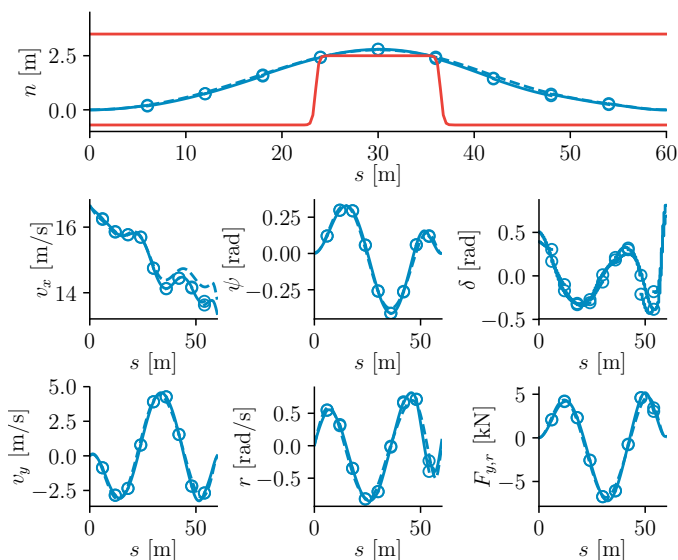 n [m]
2.5
0.0
0 10 20 30 40 50 60
s [m]
v_x [m/s]
16
14
0 50
s [m]
ψ [rad]
0.25
0.00
−0.25
0 50
s [m]
δ [rad]
0.5
0.0
−0.5
0 50
s [m]
v_y [m/s]
5.0
2.5
0.0
−2.5
0 50
s [m]
r [rad/s]
0.5
0.0
−0.5
0 50
s [m]
F_{y,r} [kN]
5
0
−5
0 50
s [m]